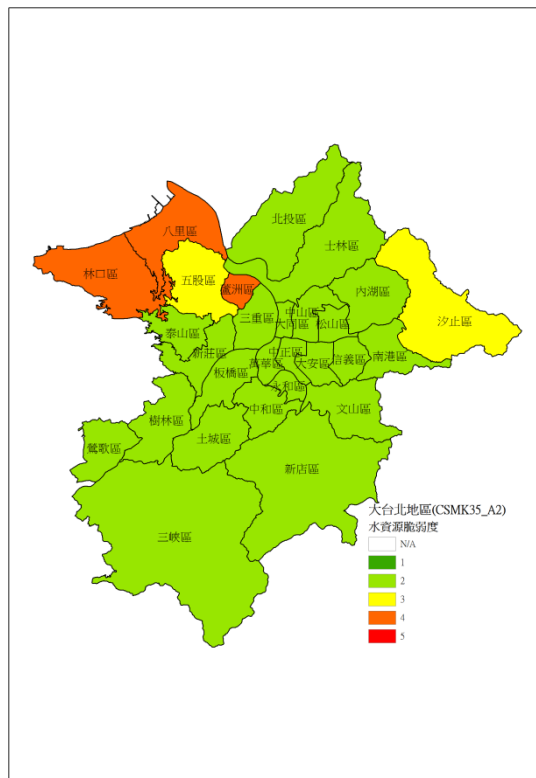 北投區
士林區
八里區
林口區
五股區
蘆洲區
內湖區
汐止區
三重區
中山區
大同區
松山區
泰山區
新莊區
板橋區
萬華區
中正區
大安區
信義區
南港區
永和區
中和區
文山區
樹林區
土城區
鶯歌區
新店區
三峽區
大台北地區(CSMK35_A2)
水資源脆弱度
N/A
1
2
3
4
5